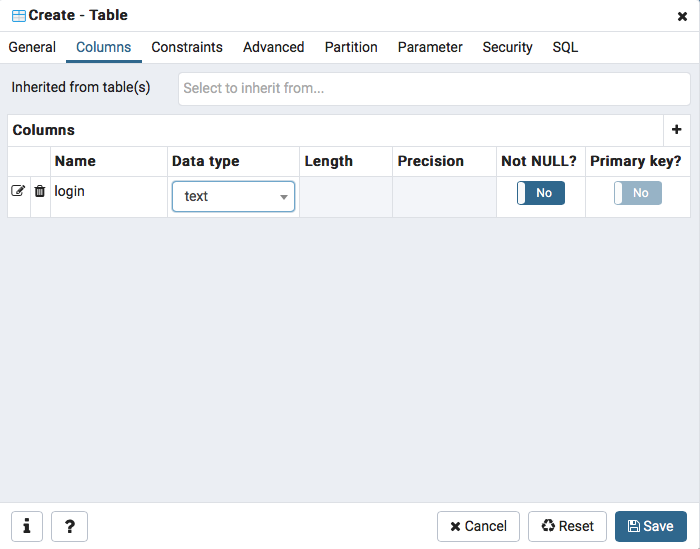 Create - Table
General Columns Constraints Advanced Partition Parameter Security SQL
Inherited from table(s) Select to inherit from...
Columns
Name Data type Length Precision Not NULL? Primary key?
login text No No
i ? Cancel Reset Save